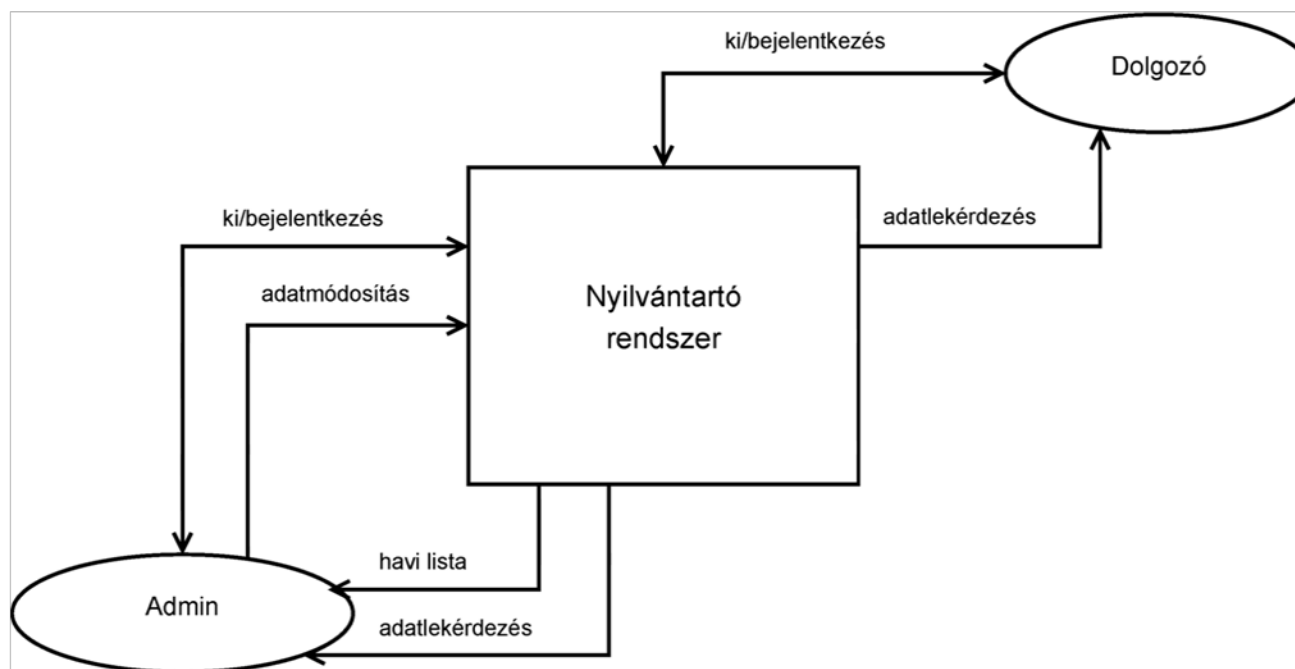 ki/bejelentkezés
Dolgozó
ki/bejelentkezés
adatlekérdezés
adatmódosítás
Nyilvántartó
rendszer
havi lista
Admin
adatlekérdezés